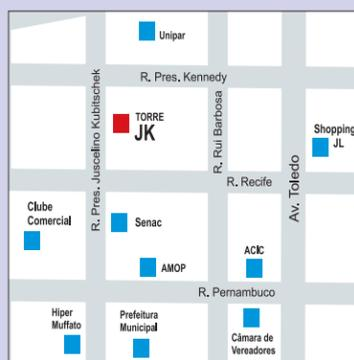 Unipar
R. Pres. Kennedy
R. Pres. Juscelino Kubitschek
TORRE
JK
R. Rui Barbosa
Shopping
JL
R. Recife
Av. Toledo
Clube
Comercial
Senac
AMOP
ACIC
R. Pernambuco
Hiper
Muffato
Prefeitura
Municipal
Câmara de
Vereadores